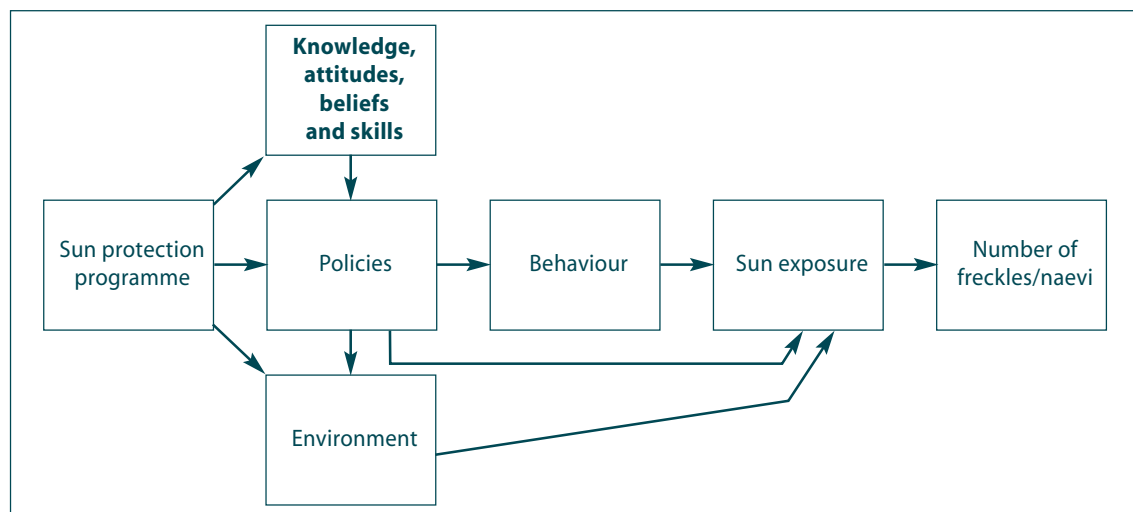 Knowledge,
attitudes,
beliefs
and skills
Sun protection
programme
Policies
Behaviour
Sun exposure
Number of
freckles/naevi
Environment